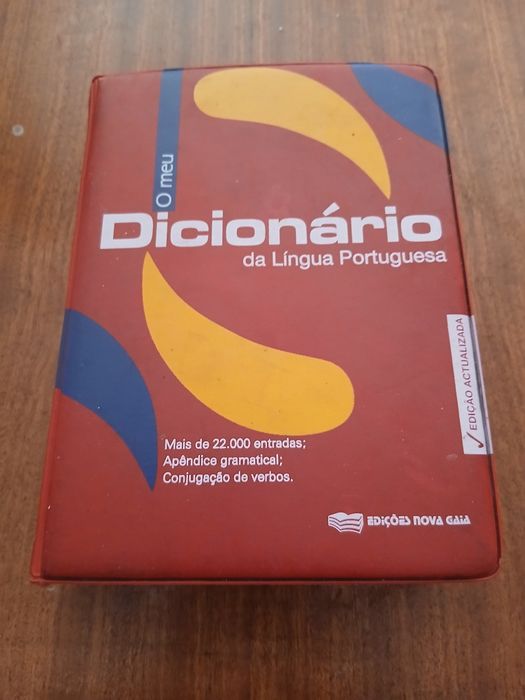 O meu
Dicionário
da Língua Portuguesa
EDIÇÃO ACTUALIZADA
Mais de 22.000 entradas;
Apêndice gramatical;
Conjugação de verbos.
EDIÇÕES NOVA GAIA